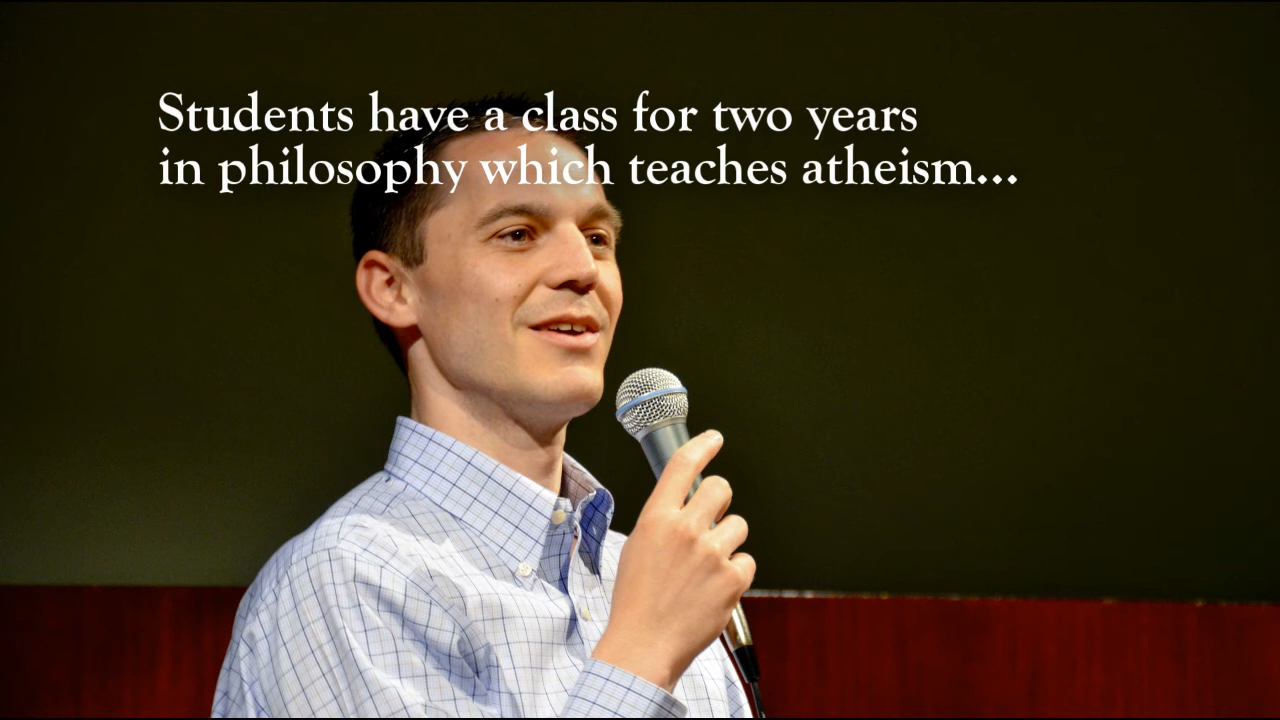 Students have a class for two years
in philosophy which teaches atheism...